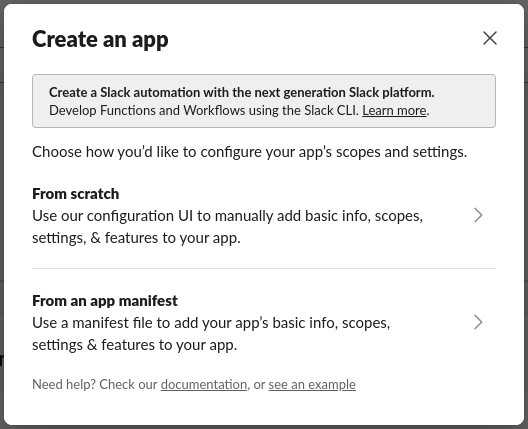 Create an app
Create a Slack automation with the next generation Slack platform.
Develop Functions and Workflows using the Slack CLI. Learn more.
Choose how you’d like to configure your app’s scopes and settings.
From scratch
Use our configuration UI to manually add basic info, scopes,
settings, & features to your app.
From an app manifest
Use a manifest file to add your app’s basic info, scopes,
settings & features to your app.
Need help? Check our documentation, or see an example